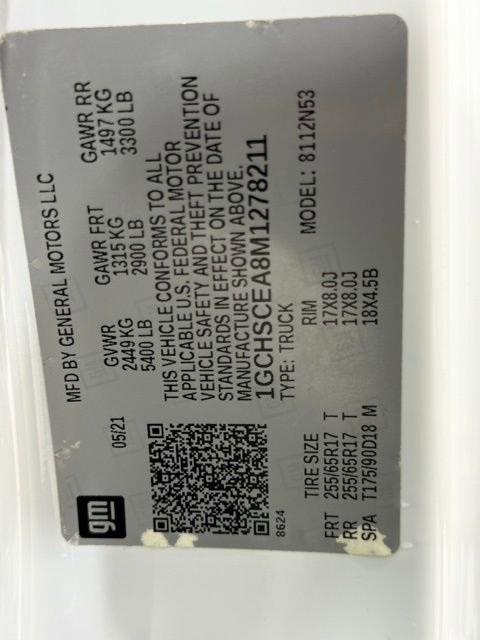 gm
MFD BY GENERAL MOTORS LLC
05/21
GVWR GAWR FRT GAWR RR
2449 KG 1315 KG 1497 KG
5400 LB 2900 LB 3300 LB
THIS VEHICLE CONFORMS TO ALL
APPLICABLE U.S. FEDERAL MOTOR
VEHICLE SAFETY AND THEFT PREVENTION
STANDARDS IN EFFECT ON THE DATE OF
MANUFACTURE SHOWN ABOVE.
1GCHSCEA8M1278211
8624
TYPE: TRUCK MODEL: 8112N53
TIRE SIZE RIM
FRT 255/65R17 T 17X8.0J
RR 255/65R17 T 17X8.0J
SPA T175/90D18 M 18X4.5B